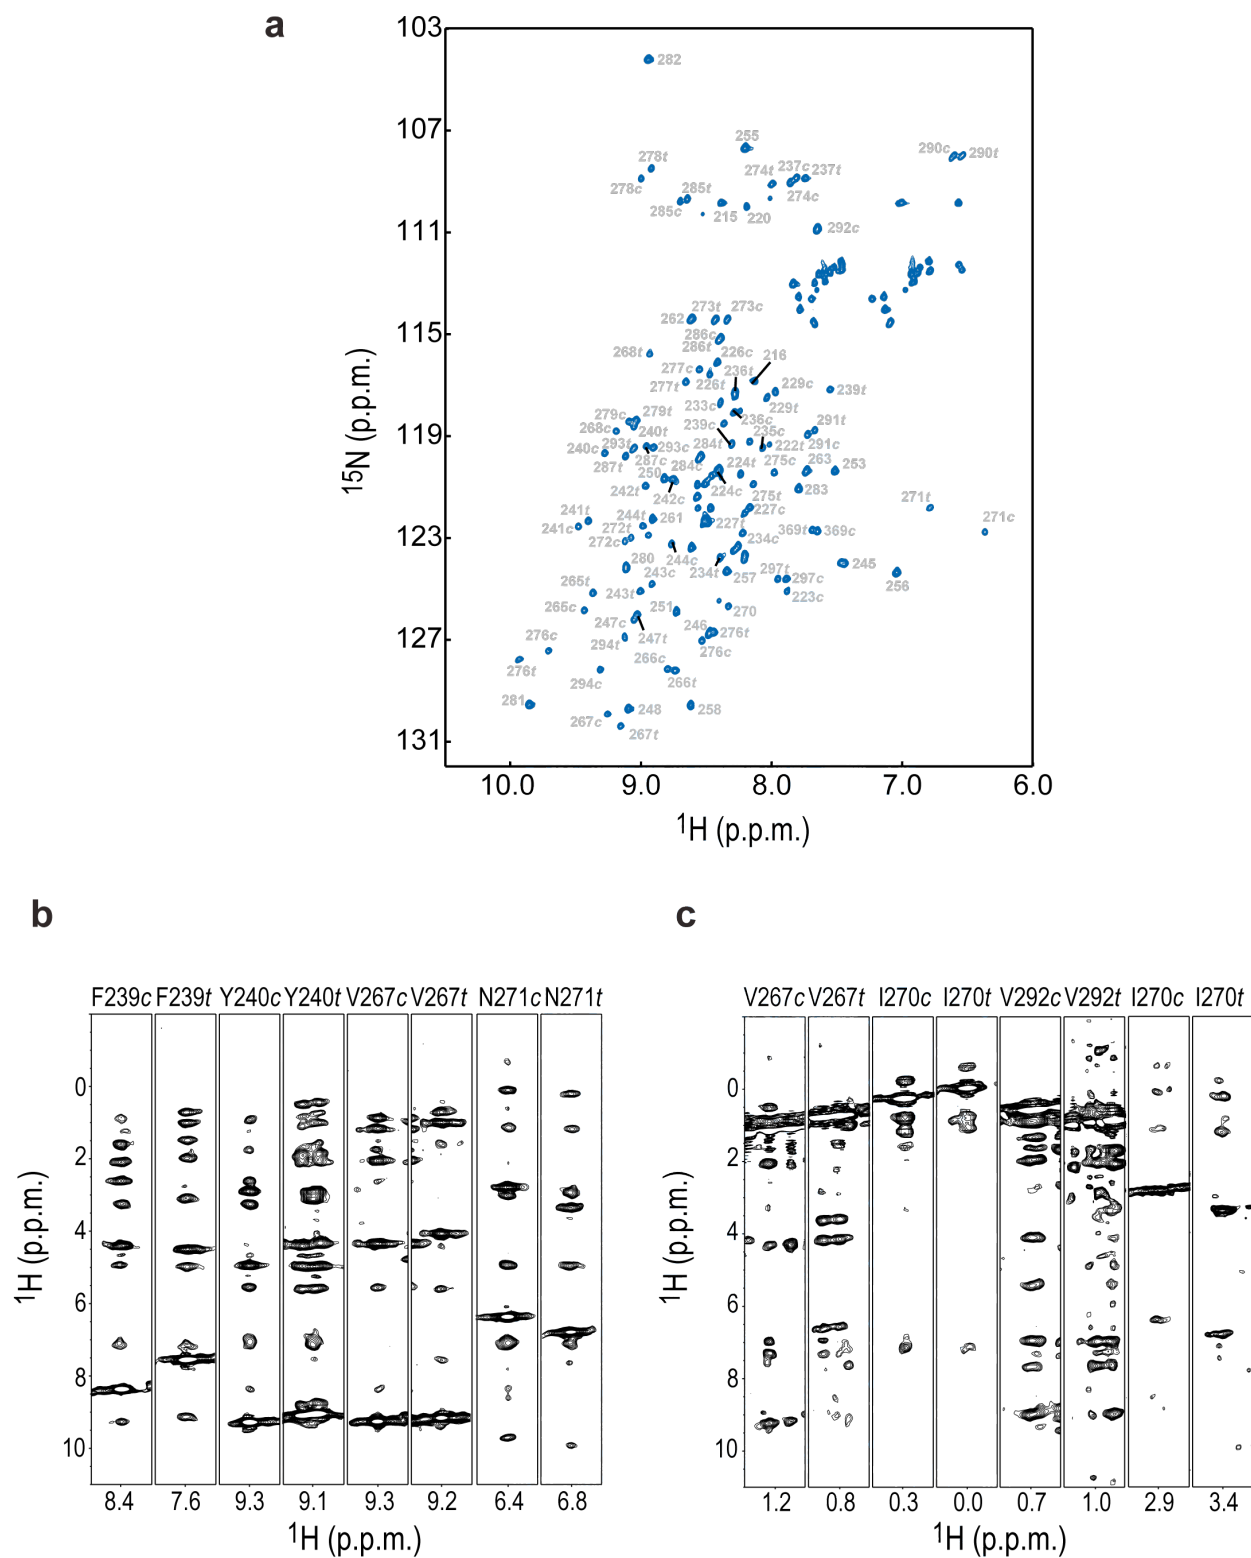 a
103
282
107
255
290c
290t
278t
237c
237t
274t
278c
285t
274c
285c
215
220
111
292c
273t
273c
262
115
286c
286t
226c
216
268t
277c
236t
277t
226t
229c
239t
233c
229t
279c
279t
239c
236c
235c
291t
268c
240t
119
240c
293t
293c
284t
222t
291c
287t
287c
284c
224t
275c
263
253
250
242t
242c
224c
275t
283
241t
244t
261
227c
271t
241c
272t
227t
271c
123
272c
234c
369t
369c
280
244c
243c
234t
257
297t
297c
245
256
265t
243t
223c
265c
251
270
247c
246
276t
127
276c
294t
247t
276c
276t
266c
294c
266t
281
248
258
267c
267t
131
10.0
9.0
8.0
7.0
6.0
15N (p.p.m.)
1H (p.p.m.)
b
F239c F239t Y240c Y240t V267c V267t N271c N271t
0
2
4
6
8
10
1H (p.p.m.)
8.4 7.6 9.3 9.1 9.3 9.2 6.4 6.8
1H (p.p.m.)
c
V267c V267t I270c I270t V292c V292t I270c I270t
0
2
4
6
8
10
1H (p.p.m.)
1.2 0.8 0.3 0.0 0.7 1.0 2.9 3.4
1H (p.p.m.)